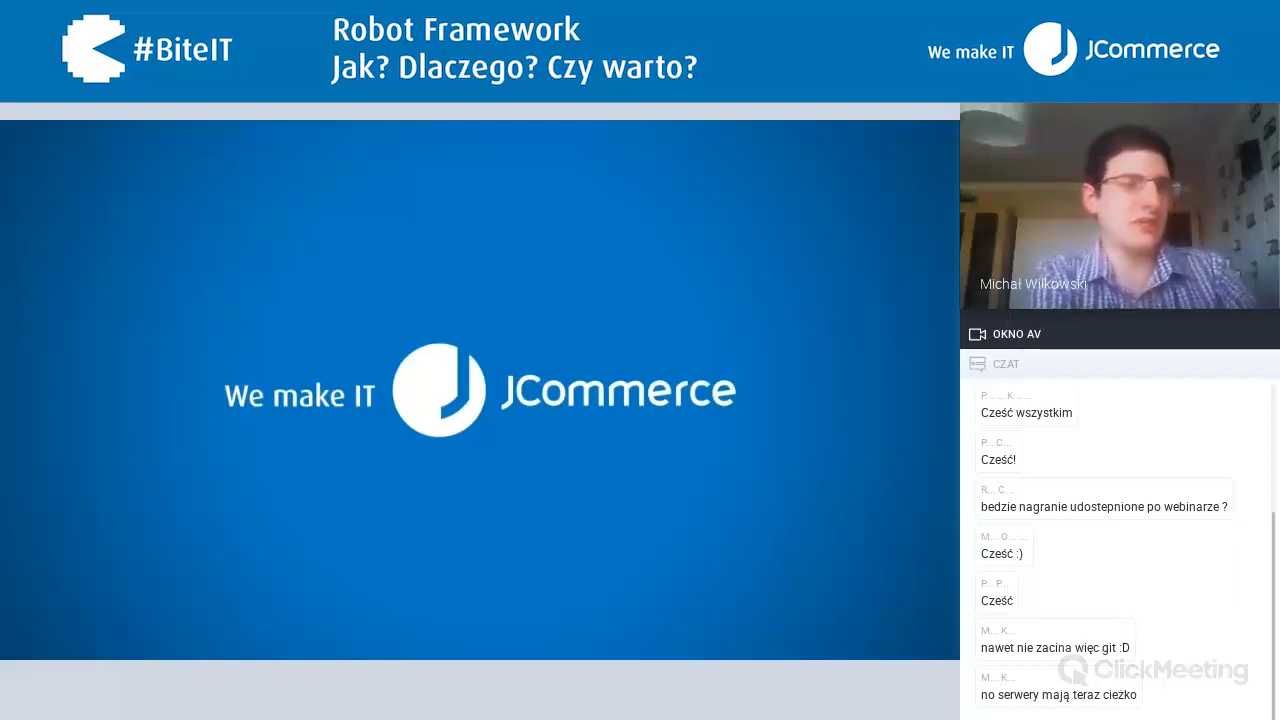 #BiteIT
Robot Framework
Jak? Dlaczego? Czy warto?
We make IT JCommerce
We make IT JCommerce
Michał Wilkowski
OKNO AV
CZAT
P... ... K... ...
Cześć wszystkim
P... C...
Cześć!
R... C...
bedzie nagranie udostepnione po webinarze ?
M... O... ...
Cześć :)
P... P...
Cześć
M... K...
nawet nie zacina więc git :D
M... K...
no serwery mają teraz cieżko
ClickMeeting